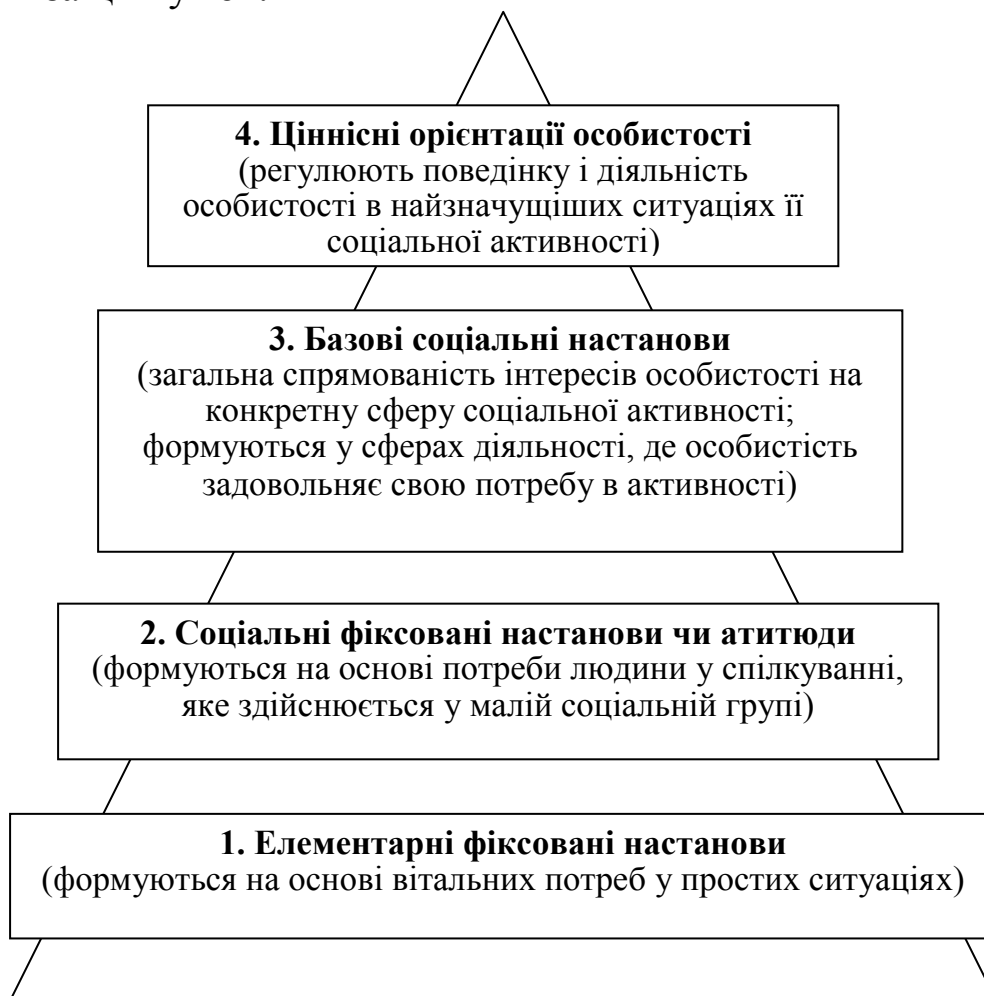 4. Ціннісні орієнтації особистості
(регулюють поведінку і діяльність
особистості в найзначущіших ситуаціях її
соціальної активності)
3. Базові соціальні настанови
(загальна спрямованість інтересів особистості на
конкретну сферу соціальної активності;
формуються у сферах діяльності, де особистість
задовольняє свою потребу в активності)
2. Соціальні фіксовані настанови чи атитюди
(формуються на основі потреби людини у спілкуванні,
яке здійснюється у малій соціальній групі)
1. Елементарні фіксовані настанови
(формуються на основі вітальних потреб у простих ситуаціях)